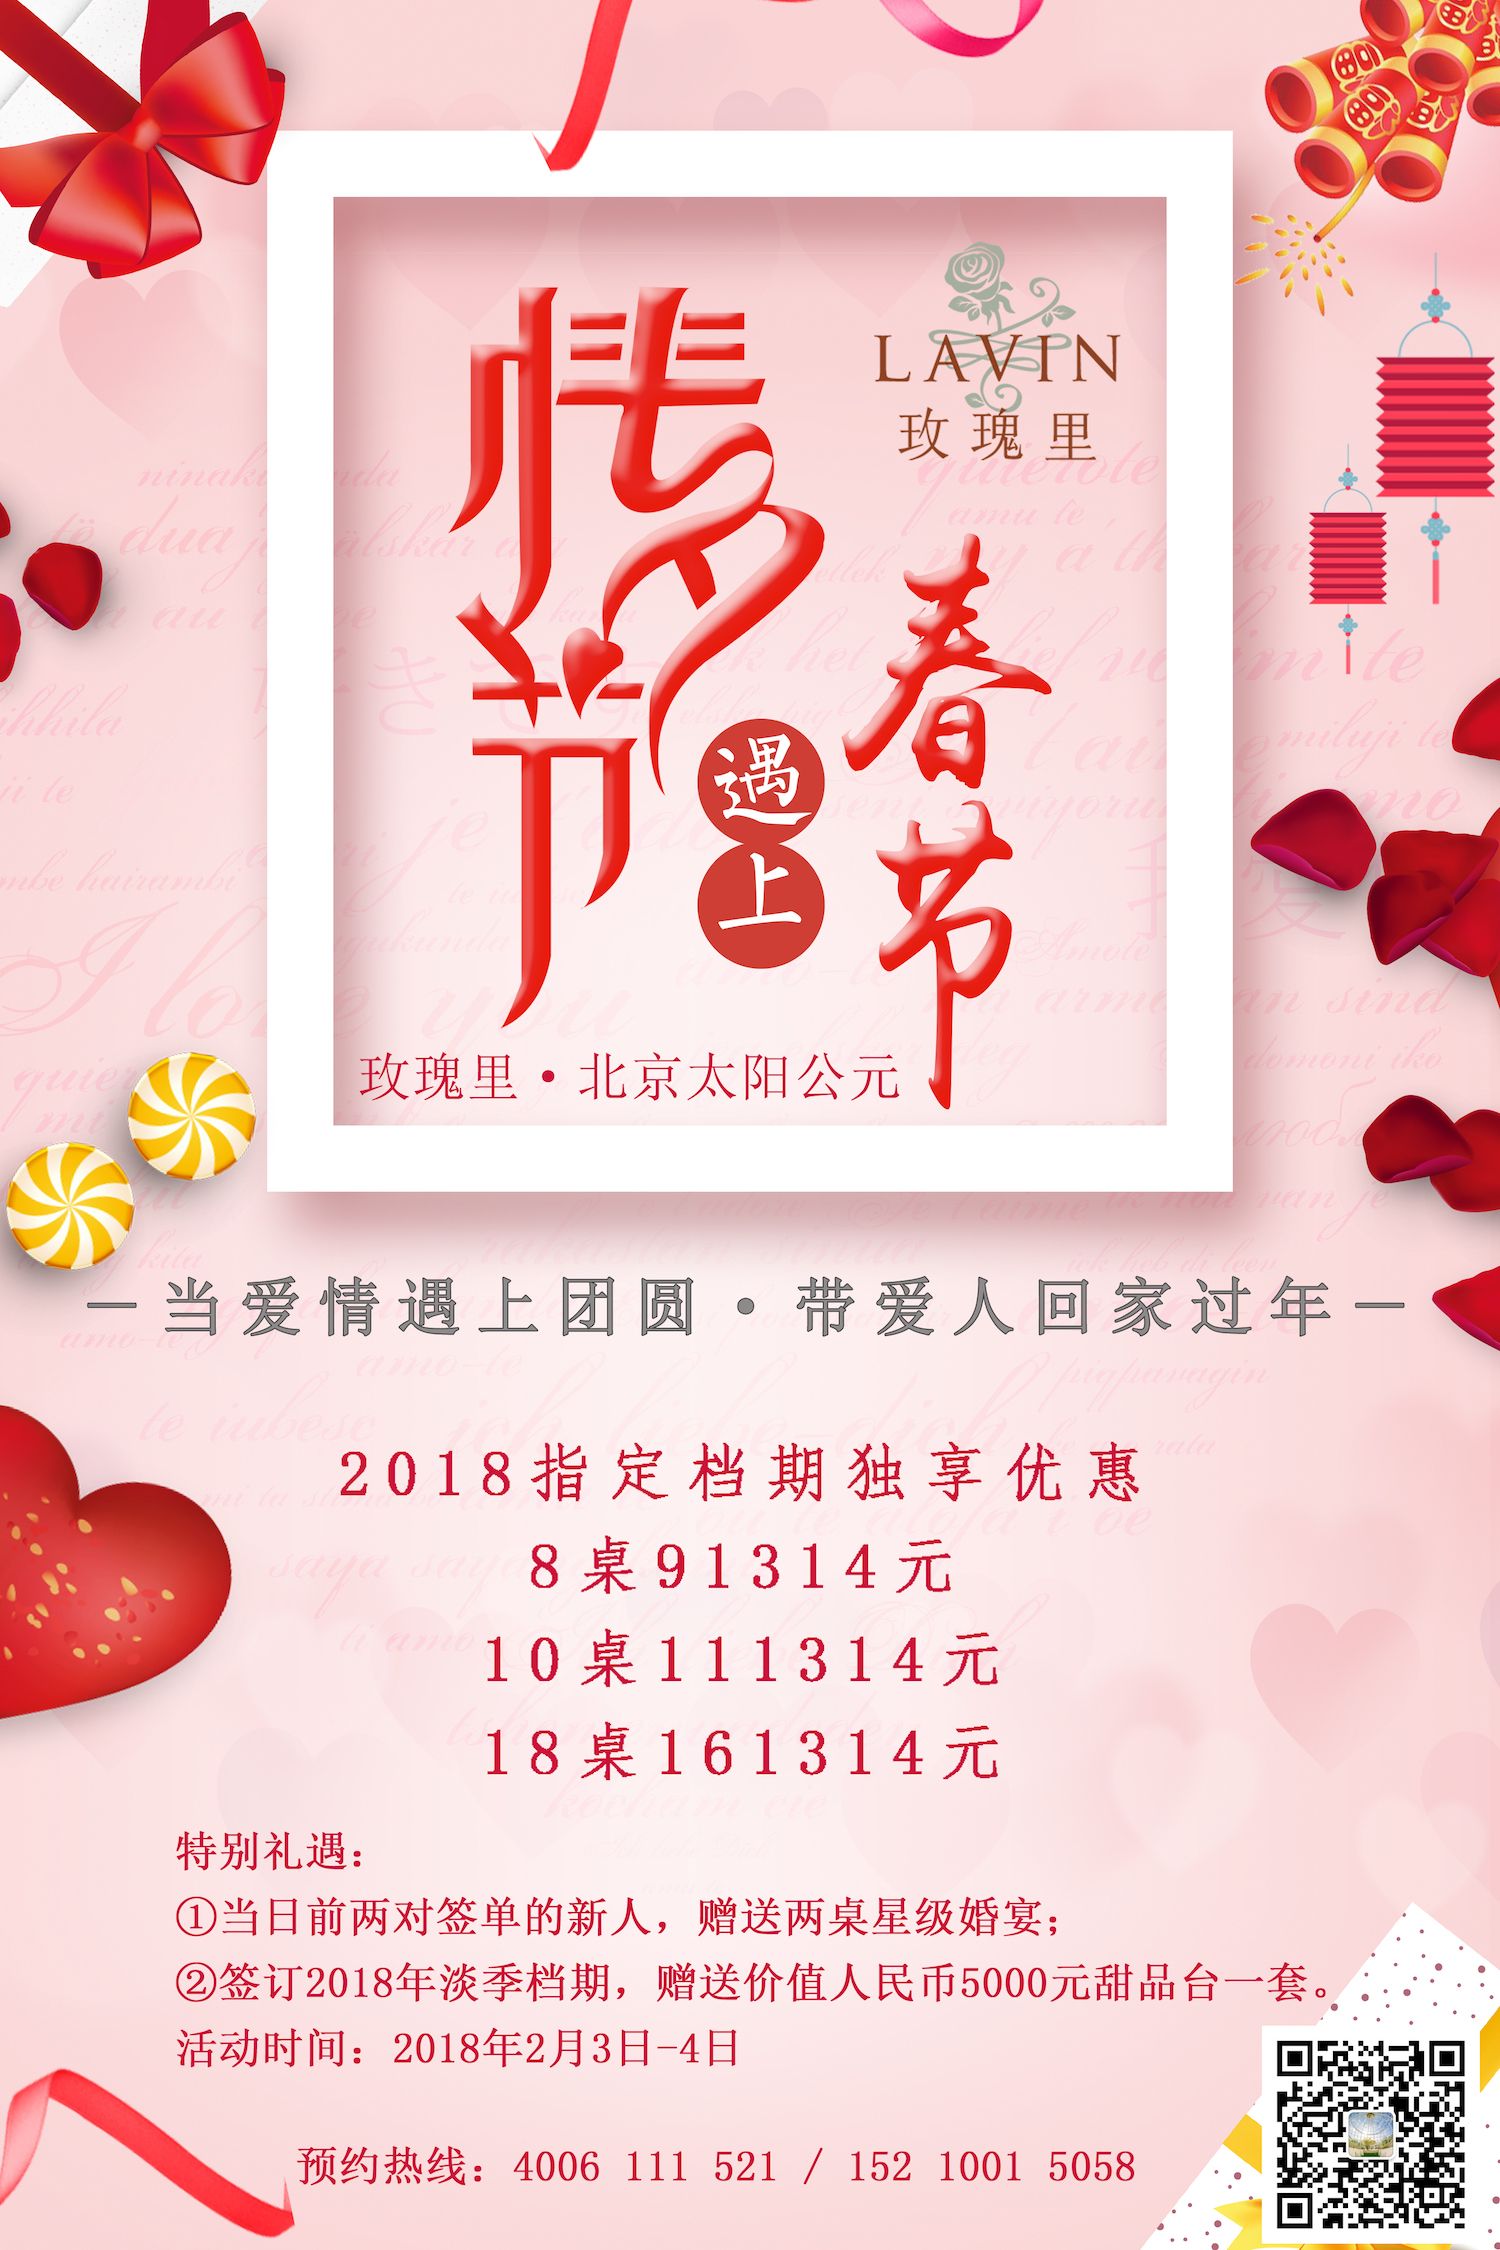 LAVIN
玫瑰里
情人节
遇上
春节
玫瑰里·北京太阳公元
—当爱情遇上团圆·带爱人回家过年—
2018指定档期独享优惠
8桌91314元
10桌111314元
18桌161314元
特别礼遇：
①当日前两对签单的新人，赠送两桌星级婚宴；
②签订2018年淡季档期，赠送价值人民币5000元甜品台一套。
活动时间：2018年2月3日-4日
预约热线：4006 111 521 / 152 1001 5058